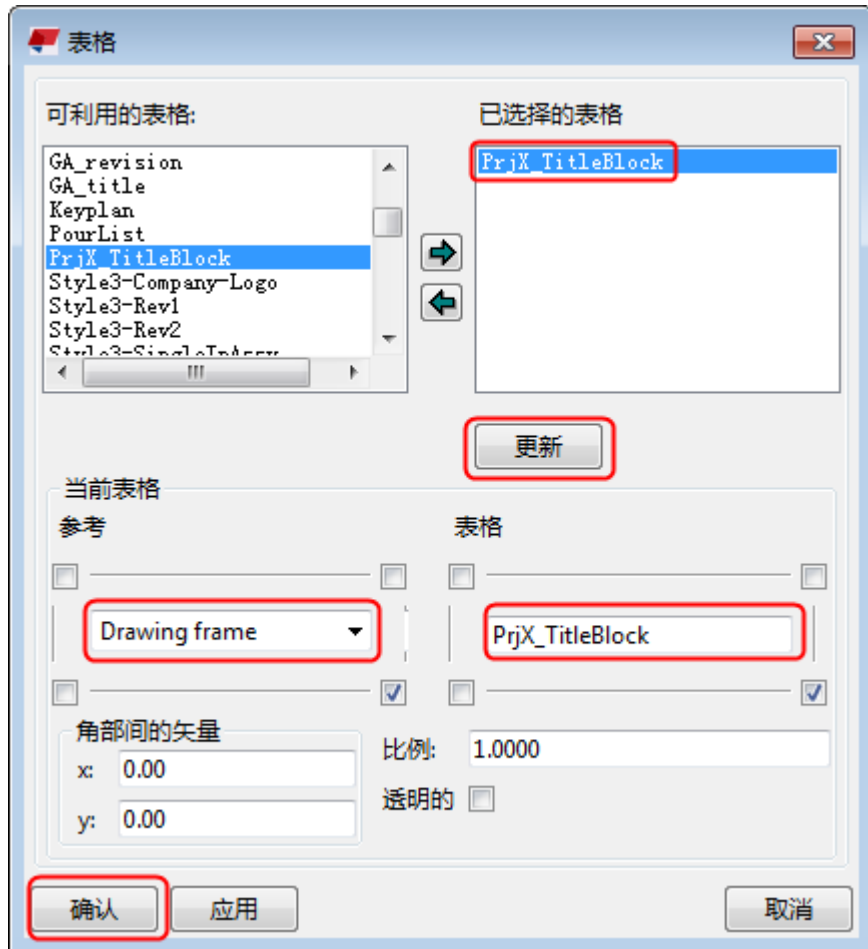 表格
可利用的表格:
已选择的表格
GA_revision
GA_title
Keyplan
PourList
PrjX_TitleBlock
Style3-Company-Logo
Style3-Rev1
Style3-Rev2
Style3-SingleInArry
PrjX_TitleBlock
更新
当前表格
参考
表格
Drawing frame
PrjX_TitleBlock
角部间的矢量
x: 0.00
y: 0.00
比例: 1.0000
透明的
确认
应用
取消